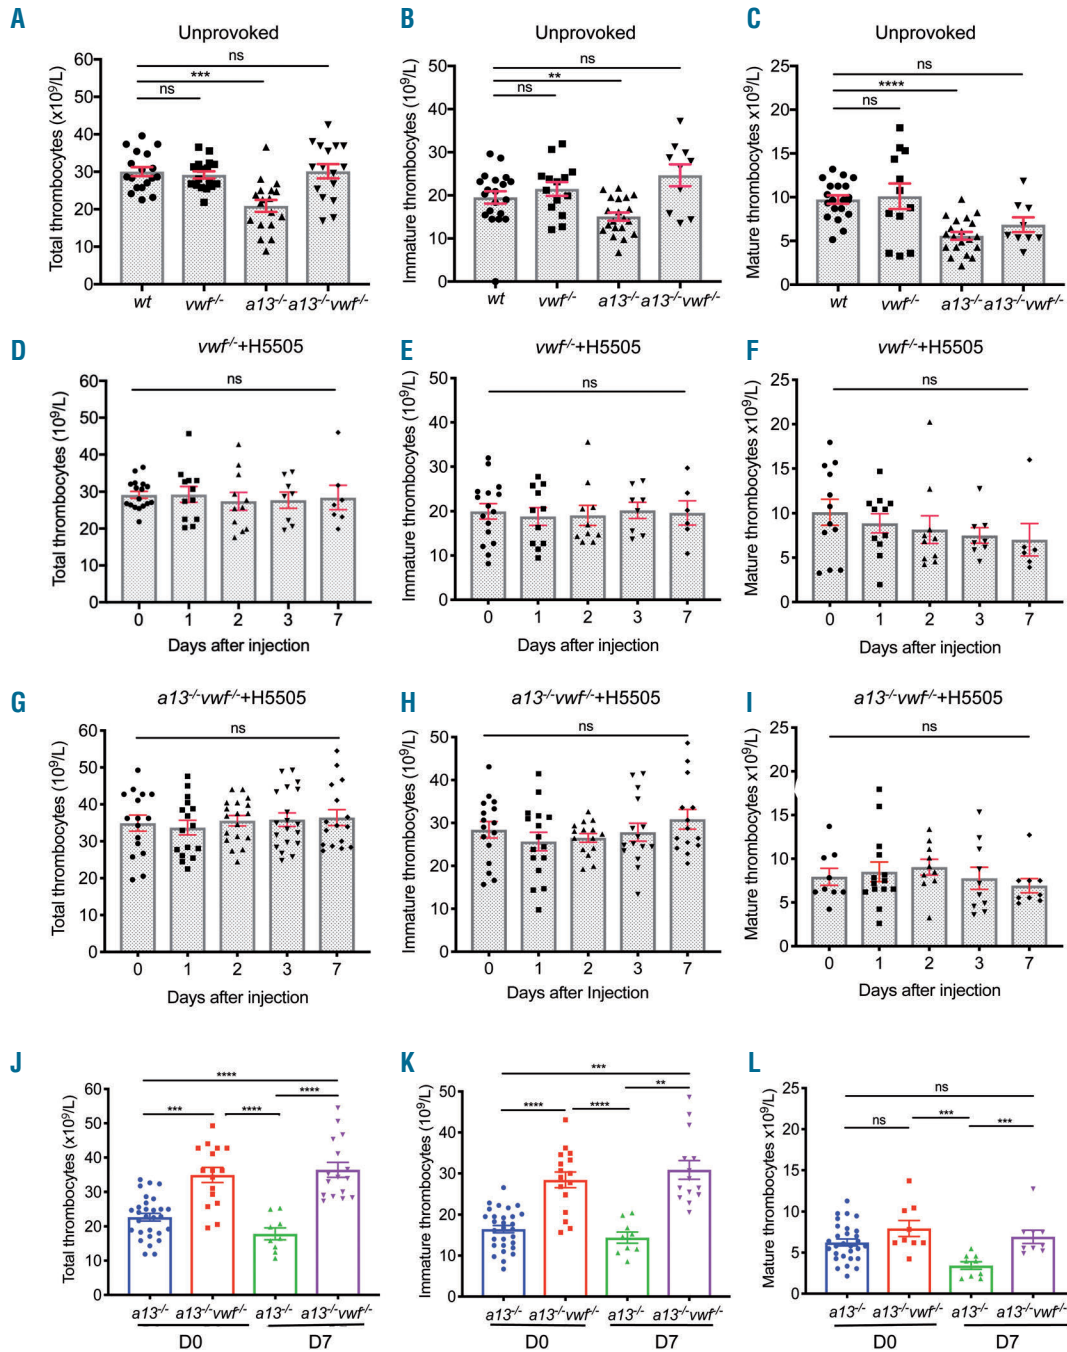 A
Unprovoked
Total thrombocytes (x10⁹/L)
60
50
40
30
20
10
0
ns
***
ns
wt
vwf⁻/⁻
a13⁻/⁻
a13⁻/⁻vwf⁻/⁻
B
Unprovoked
Immature thrombocytes (10⁹/L)
50
40
30
20
10
0
ns
**
ns
wt
vwf⁻/⁻
a13⁻/⁻
a13⁻/⁻vwf⁻/⁻
C
Unprovoked
Mature thrombocytes x10⁹/L)
25
20
15
10
5
0
ns
****
ns
wt
vwf⁻/⁻
a13⁻/⁻
a13⁻/⁻vwf⁻/⁻
D
vwf⁻/⁻+H5505
Total thrombocytes (10⁹/L)
60
50
40
30
20
10
0
ns
0 1 2 3 7
Days after injection
E
vwf⁻/⁻+H5505
Immature thrombocytes (10⁹/L)
50
40
30
20
10
0
ns
0 1 2 3 7
Days after injection
F
vwf⁻/⁻+H5505
Mature thrombocytes x10⁹/L)
25
20
15
10
5
0
ns
0 1 2 3 7
Days after injection
G
a13⁻/⁻vwf⁻/⁻+H5505
Total thrombocytes (10⁹/L)
60
50
40
30
20
10
0
ns
0 1 2 3 7
Days after injection
H
a13⁻/⁻vwf⁻/⁻+H5505
Immature thrombocytes (10⁹/L)
50
40
30
20
10
0
ns
0 1 2 3 7
Days after Injection
I
a13⁻/⁻vwf⁻/⁻+H5505
Mature thrombocytes x10⁹/L)
25
20
15
10
5
0
ns
0 1 2 3 7
Days after injection
J
Total thrombocytes (x10⁹/L)
60
50
40
30
20
10
0
****
****
***
****
a13⁻/⁻ a13⁻/⁻vwf⁻/⁻ a13⁻/⁻ a13⁻/⁻vwf⁻/⁻
D0 D7
K
Immature thrombocytes (10⁹/L)
50
40
30
20
10
0
***
**
****
****
a13⁻/⁻ a13⁻/⁻vwf⁻/⁻ a13⁻/⁻ a13⁻/⁻vwf⁻/⁻
D0 D7
L
Mature thrombocytes x10⁹/L)
25
20
15
10
5
0
ns
***
ns
***
a13⁻/⁻ a13⁻/⁻vwf⁻/⁻ a13⁻/⁻ a13⁻/⁻vwf⁻/⁻
D0 D7